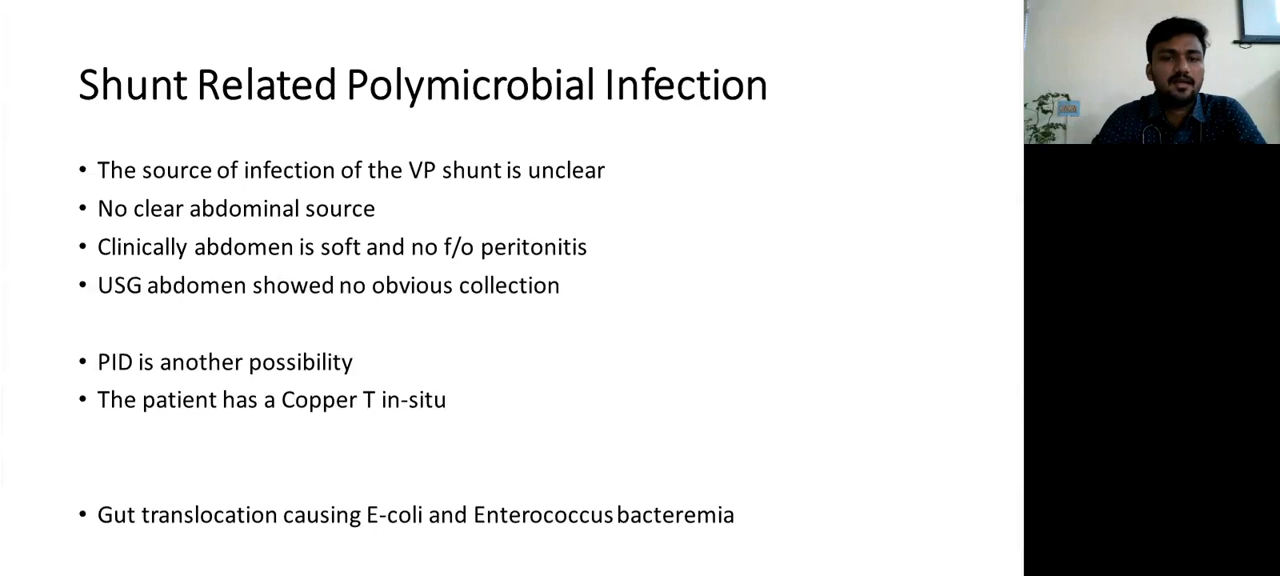 Shunt Related Polymicrobial Infection
• The source of infection of the VP shunt is unclear
• No clear abdominal source
• Clinically abdomen is soft and no f/o peritonitis
• USG abdomen showed no obvious collection
• PID is another possibility
• The patient has a Copper T in-situ
• Gut translocation causing E-coli and Enterococcus bacteremia